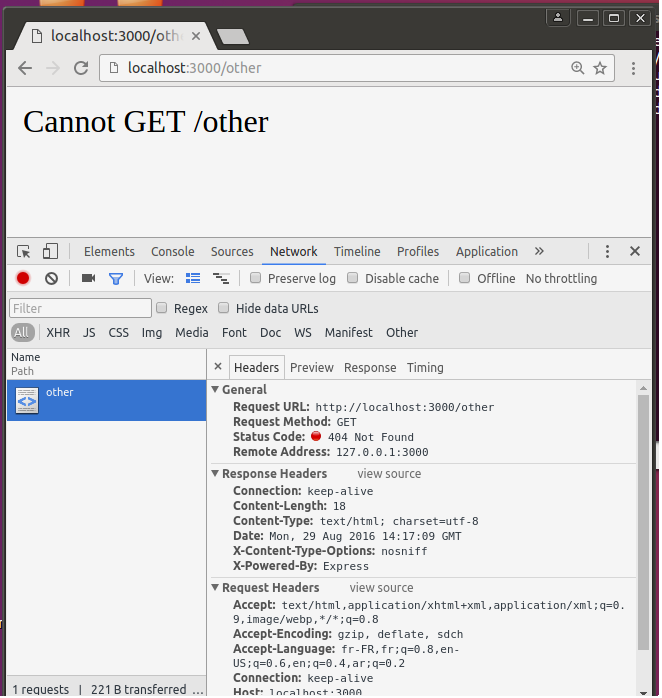 localhost:3000/oth
localhost:3000/other
Cannot GET /other
Elements Console Sources Network Timeline Profiles Application »
View: Preserve log Disable cache Offline No throttling
Filter Regex Hide data URLs
All XHR JS CSS Img Media Font Doc WS Manifest Other
Name
Path
other
× Headers Preview Response Timing
General
Request URL: http://localhost:3000/other
Request Method: GET
Status Code: 404 Not Found
Remote Address: 127.0.0.1:3000
Response Headers view source
Connection: keep-alive
Content-Length: 18
Content-Type: text/html; charset=utf-8
Date: Mon, 29 Aug 2016 14:17:09 GMT
X-Content-Type-Options: nosniff
X-Powered-By: Express
Request Headers view source
Accept: text/html,application/xhtml+xml,application/xml;q=0.
9,image/webp,*/*;q=0.8
Accept-Encoding: gzip, deflate, sdch
Accept-Language: fr-FR,fr;q=0.8,en-
US;q=0.6,en;q=0.4,ar;q=0.2
Connection: keep-alive
Host: localhost:3000
1 requests | 221 B transferred ...